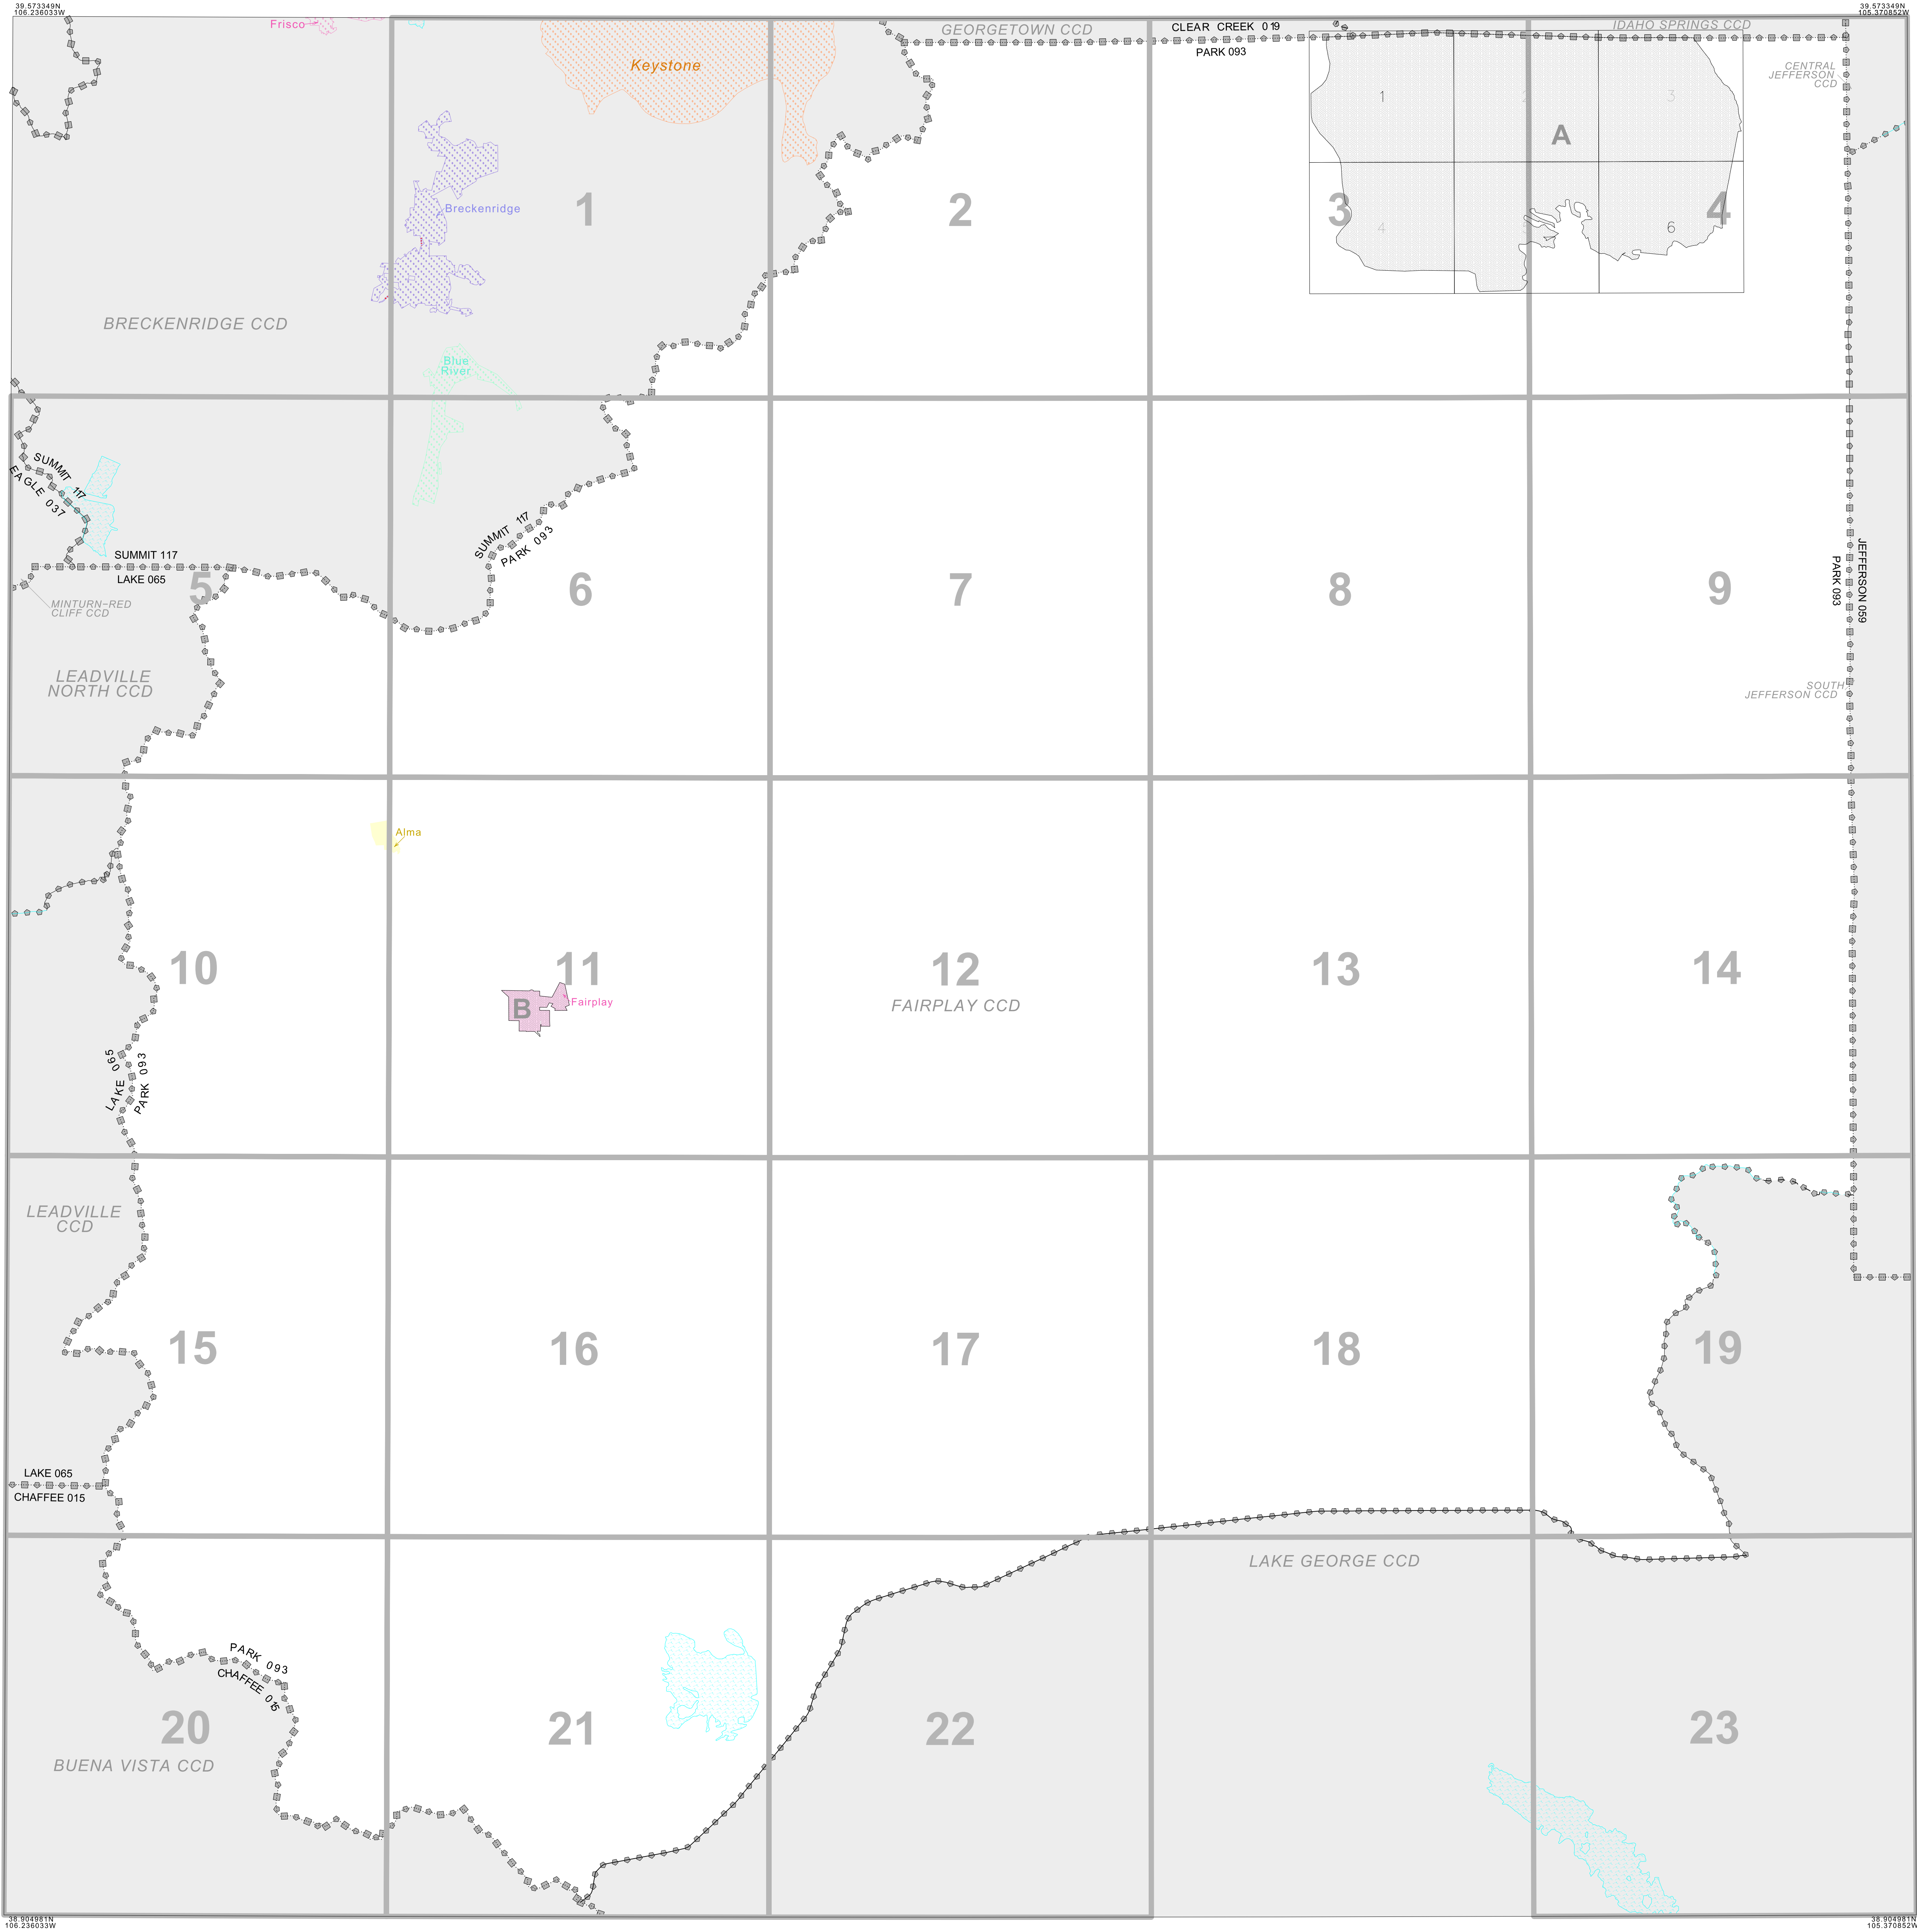 39.573349N
106.236033W
39.573349N
105.370852W
Frisco
GEORGETOWN CCD
CLEAR CREEK 019
PARK 093
IDAHO SPRINGS CCD
Keystone
CENTRAL
JEFFERSON
CCD
1
2
3
A
Breckenridge
1
2
3
4
4
5
6
BRECKENRIDGE CCD
Blue
River
SUMMIT 117
EAGLE 037
SUMMIT 117
PARK 093
SUMMIT 117
LAKE 065
JEFFERSON 059
PARK 093
5
6
7
8
9
MINTURN-RED
CLIFF CCD
LEADVILLE
NORTH CCD
SOUTH
JEFFERSON CCD
Alma
10
11
12
13
14
B
Fairplay
FAIRPLAY CCD
LAKE 065
PARK 093
LEADVILLE
CCD
15
16
17
18
19
LAKE 065
CHAFFEE 015
LAKE GEORGE CCD
PARK 093
CHAFFEE 015
20
21
22
23
BUENA VISTA CCD
38.904981N
106.236033W
38.904981N
105.370852W